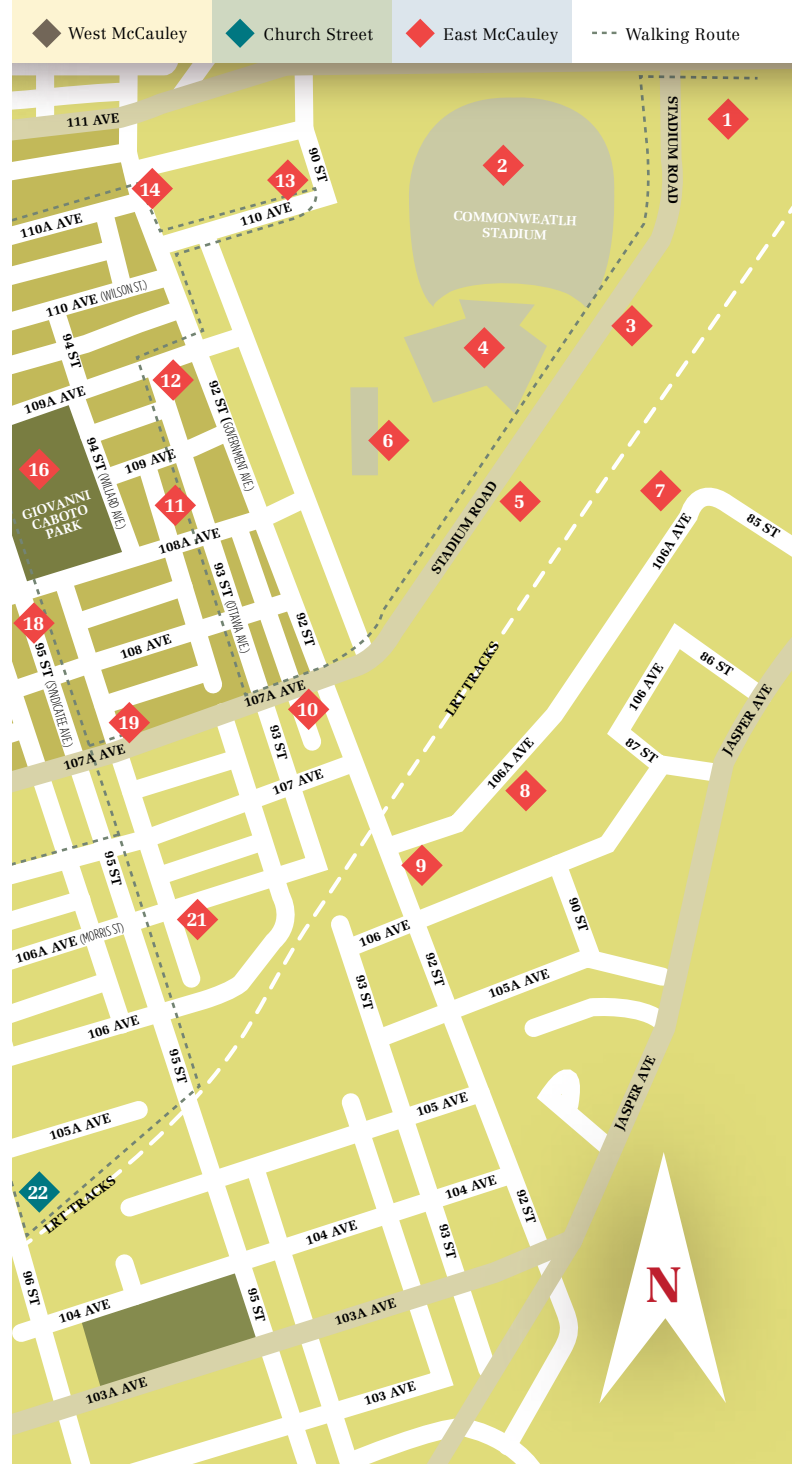 West McCauley
Church Street
East McCauley
Walking Route
111 AVE
STADIUM ROAD
1
90 ST
2
13
14
COMMONWEATLH
STADIUM
110 AVE
110A AVE
110 AVE (WILSON ST.)
3
94 ST
4
12
109A AVE
92 ST (GOVERNMENT AVE.)
6
94 ST (WILLARD AVE.)
109 AVE
16
GIOVANNI
CABOTO
PARK
11
5
7
STADIUM ROAD
85 ST
106A AVE
108A AVE
93 ST (OTTAWA AVE.)
18
92 ST
108 AVE
95 ST (SYNDICATEE AVE.)
86 ST
LRT TRACKS
106 AVE
107A AVE
10
19
JASPER AVE
93 ST
87 ST
107A AVE
106A AVE
107 AVE
8
95 ST
9
21
106A AVE (MORRIS ST)
106 AVE
90 ST
92 ST
93 ST
105A AVE
106 AVE
95 ST
JASPER AVE
105 AVE
105A AVE
22
LRT TRACKS
104 AVE
92 ST
104 AVE
93 ST
96 ST
N
104 AVE
95 ST
103A AVE
103A AVE
103 AVE